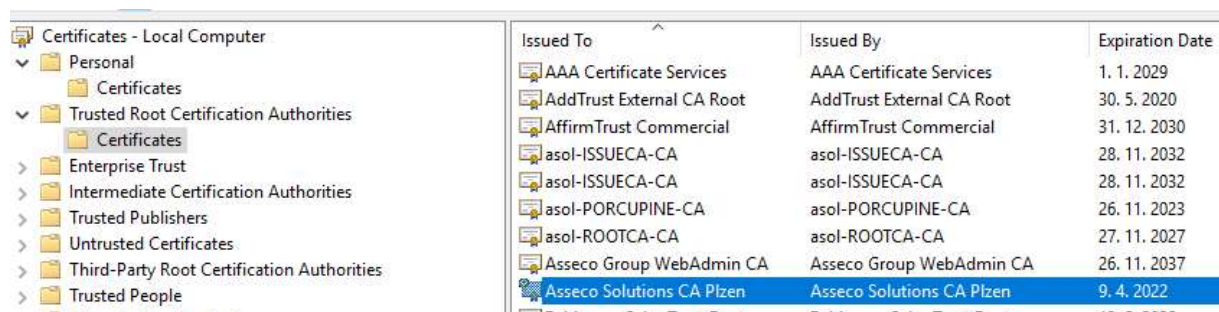 Certificates - Local Computer
Personal
Certificates
Trusted Root Certification Authorities
Certificates
Enterprise Trust
Intermediate Certification Authorities
Trusted Publishers
Untrusted Certificates
Third-Party Root Certification Authorities
Trusted People
Issued To Issued By Expiration Date
AAA Certificate Services AAA Certificate Services 1. 1. 2029
AddTrust External CA Root AddTrust External CA Root 30. 5. 2020
AffirmTrust Commercial AffirmTrust Commercial 31. 12. 2030
asol-ISSUECA-CA asol-ISSUECA-CA 28. 11. 2032
asol-ISSUECA-CA asol-ISSUECA-CA 28. 11. 2032
asol-PORCUPINE-CA asol-PORCUPINE-CA 26. 11. 2023
asol-ROOTCA-CA asol-ROOTCA-CA 27. 11. 2027
Asseco Group WebAdmin CA Asseco Group WebAdmin CA 26. 11. 2037
Asseco Solutions CA Plzen Asseco Solutions CA Plzen 9. 4. 2022